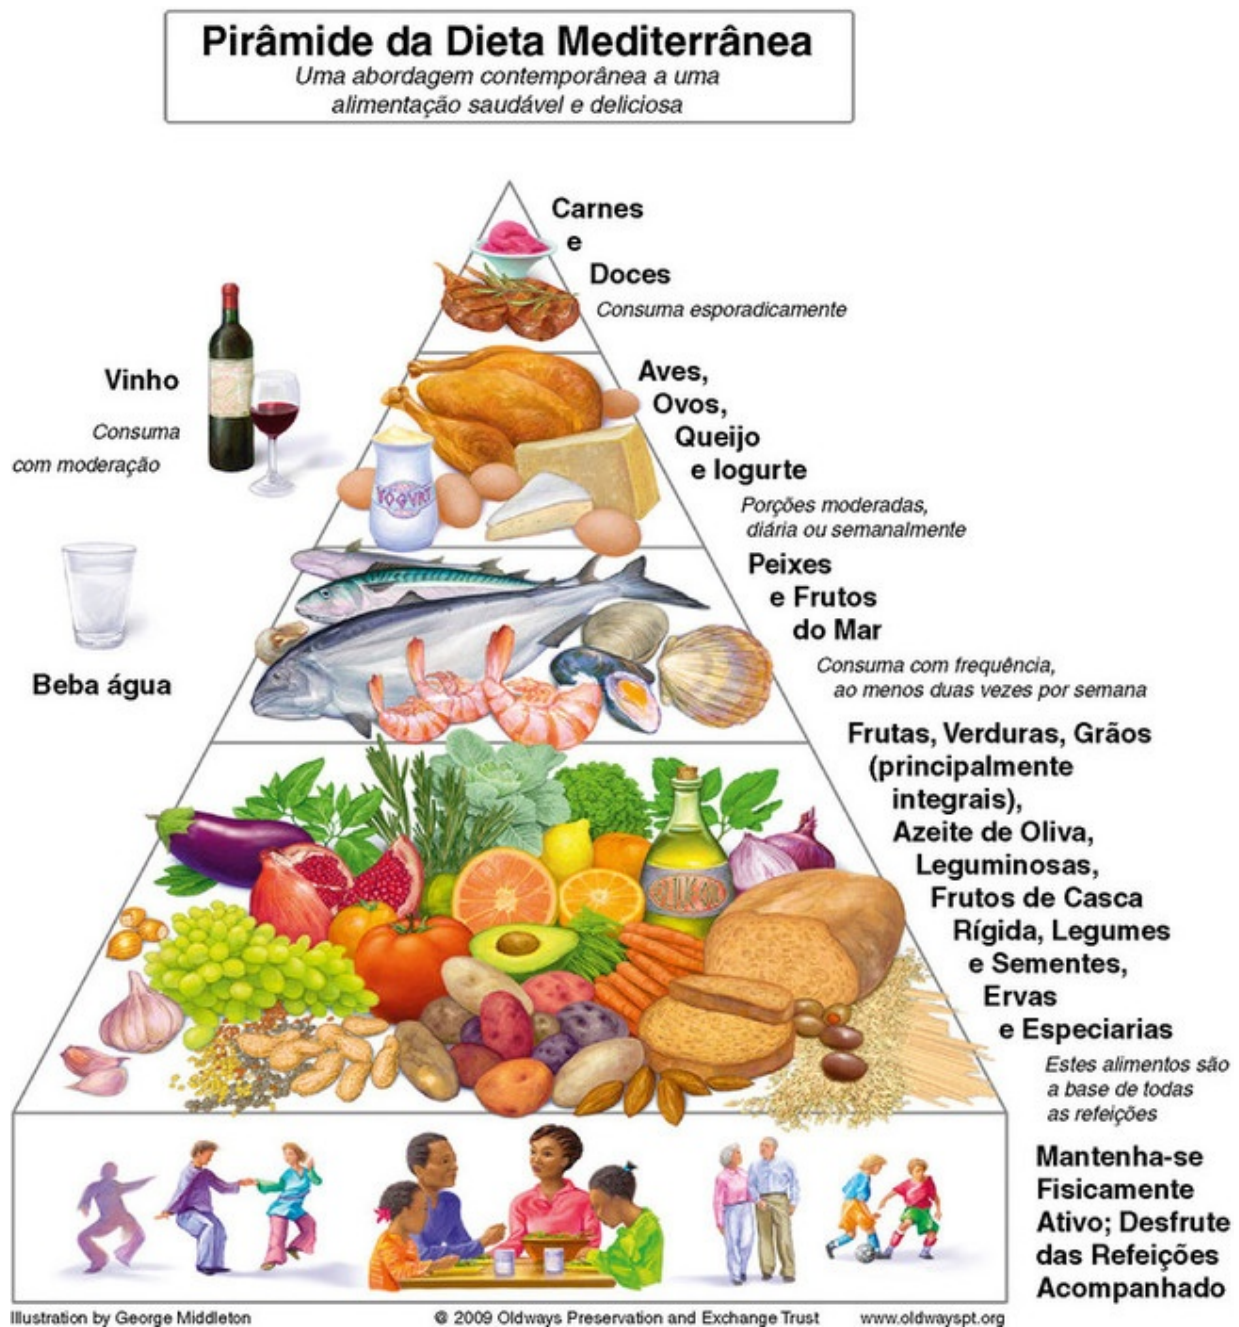 Pirâmide da Dieta Mediterrânea
Uma abordagem contemporânea a uma
alimentação saudável e deliciosa
Carnes
e
Doces
Consuma esporadicamente
Vinho
Consuma
com moderação
Aves,
Ovos,
Queijo
e Iogurte
Porções moderadas,
diária ou semanalmente
YOGURT
Beba água
Peixes
e Frutos
do Mar
Consuma com frequência,
ao menos duas vezes por semana
Frutas, Verduras, Grãos
(principalmente
integrais),
Azeite de Oliva,
Leguminosas,
Frutos de Casca
Rígida, Legumes
e Sementes,
Ervas
e Especiarias
Estes alimentos são
a base de todas
as refeições
Mantenha-se
Fisicamente
Ativo; Desfrute
das Refeições
Acompanhado
Illustration by George Middleton
@ 2009 Oldways Preservation and Exchange Trust
www.oldwayspt.org